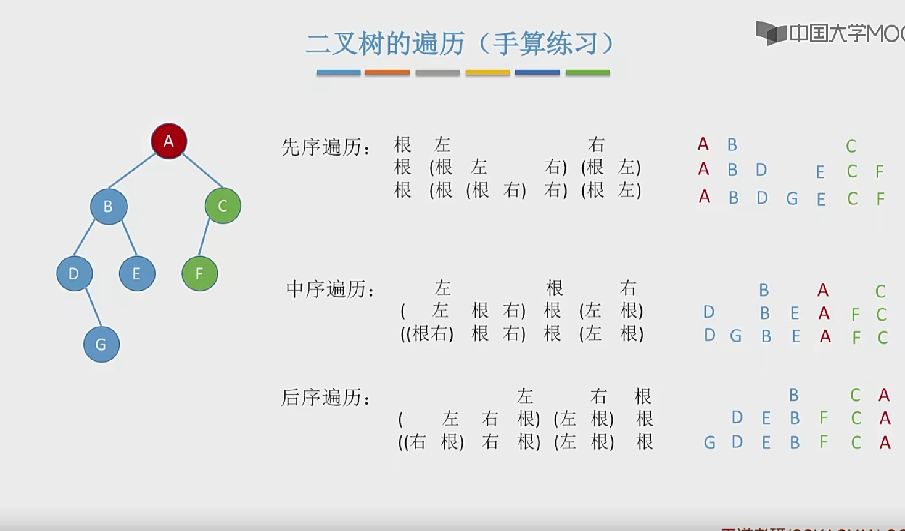 中国大学MOO
二叉树的遍历（手算练习）
A
B
C
D
E
F
G
先序遍历： 根 左 右 A B C
根 (根 左 右) (根 左) A B D E C F
根 (根 (根 右) 右) (根 左) A B D G E C F
中序遍历： 左 根 右 B A C
( 左 根 右) 根 (左 根) D B E A F C
((根右) 根 右) 根 (左 根) D G B E A F C
后序遍历： 左 右 根 B C A
( 左 右 根) (左 根) 根 D E B F C A
((右 根) 右 根) (左 根) 根 G D E B F C A